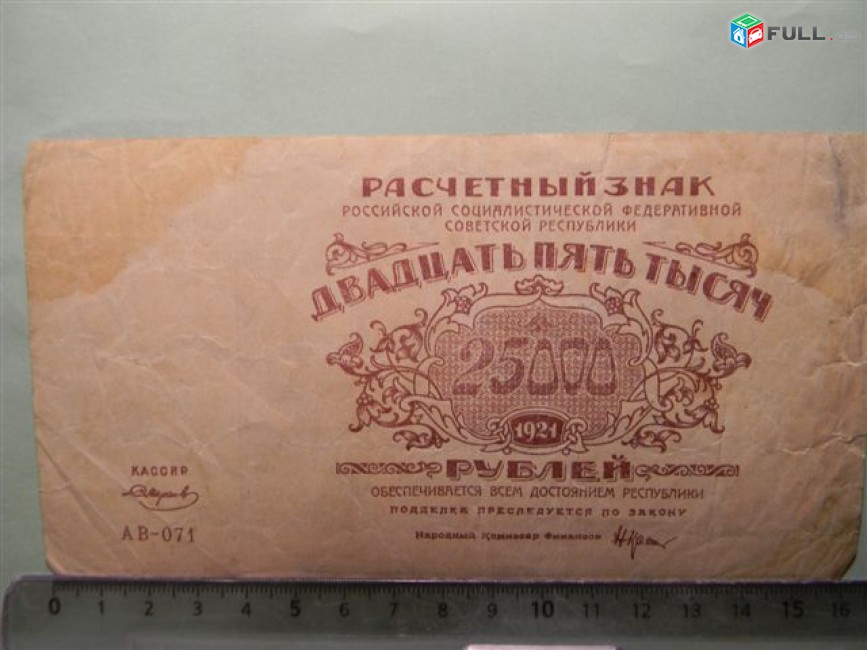 FULL
РАСЧЕТНЫЙ ЗНАК
РОССИЙСКОЙ СОЦИАЛИСТИЧЕСКОЙ ФЕДЕРАТИВНОЙ
СОВЕТСКОЙ РЕСПУБЛИКИ
ДВАДЦАТЬ ПЯТЬ ТЫСЯЧ
25000
1921
РУБЛЕЙ
ОБЕСПЕЧИВАЕТСЯ ВСЕМ ДОСТОЯНИЕМ РЕСПУБЛИКИ
ПОДДЕЛКА ПРЕСЛЕДУЕТСЯ ПО ЗАКОНУ
Народный Комиссар Финансов
КАССИР
АВ-071
0 1 2 3 4 5 6 7 8 9 10 11 12 13 14 15 16